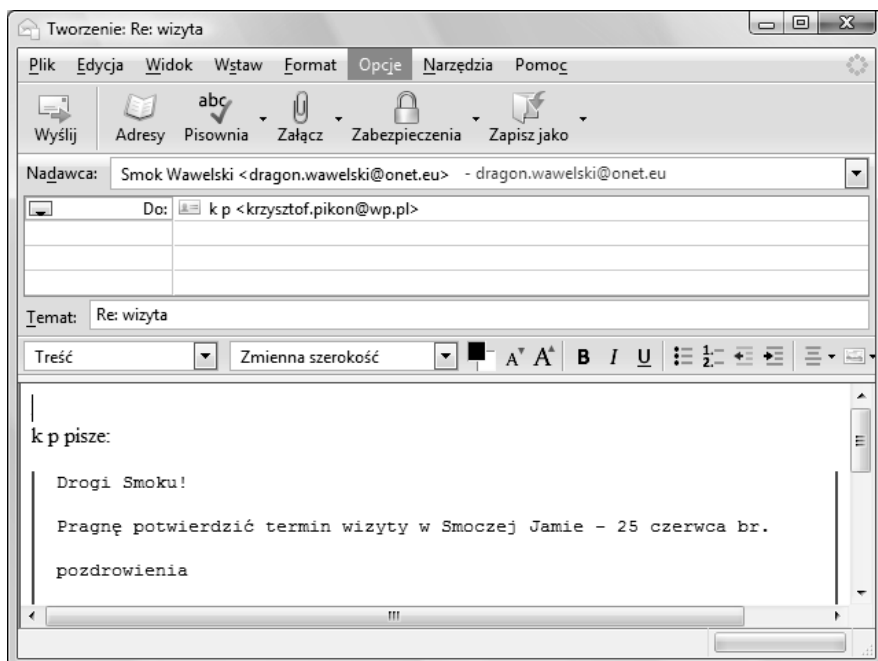 Tworzenie: Re: wizyta
Plik Edycja Widok Wstaw Format Opcje Narzędzia Pomoc
Wyślij Adresy Pisownia Załącz Zabezpieczenia Zapisz jako
Nadawca: Smok Wawelski <dragon.wawelski@onet.eu> - dragon.wawelski@onet.eu
Do: k p <krzysztof.pikon@wp.pl>
Temat: Re: wizyta
Treść Zmienna szerokość
k p pisze:
Drogi Smoku!
Pragnę potwierdzić termin wizyty w Smoczej Jamie - 25 czerwca br.
pozdrowienia